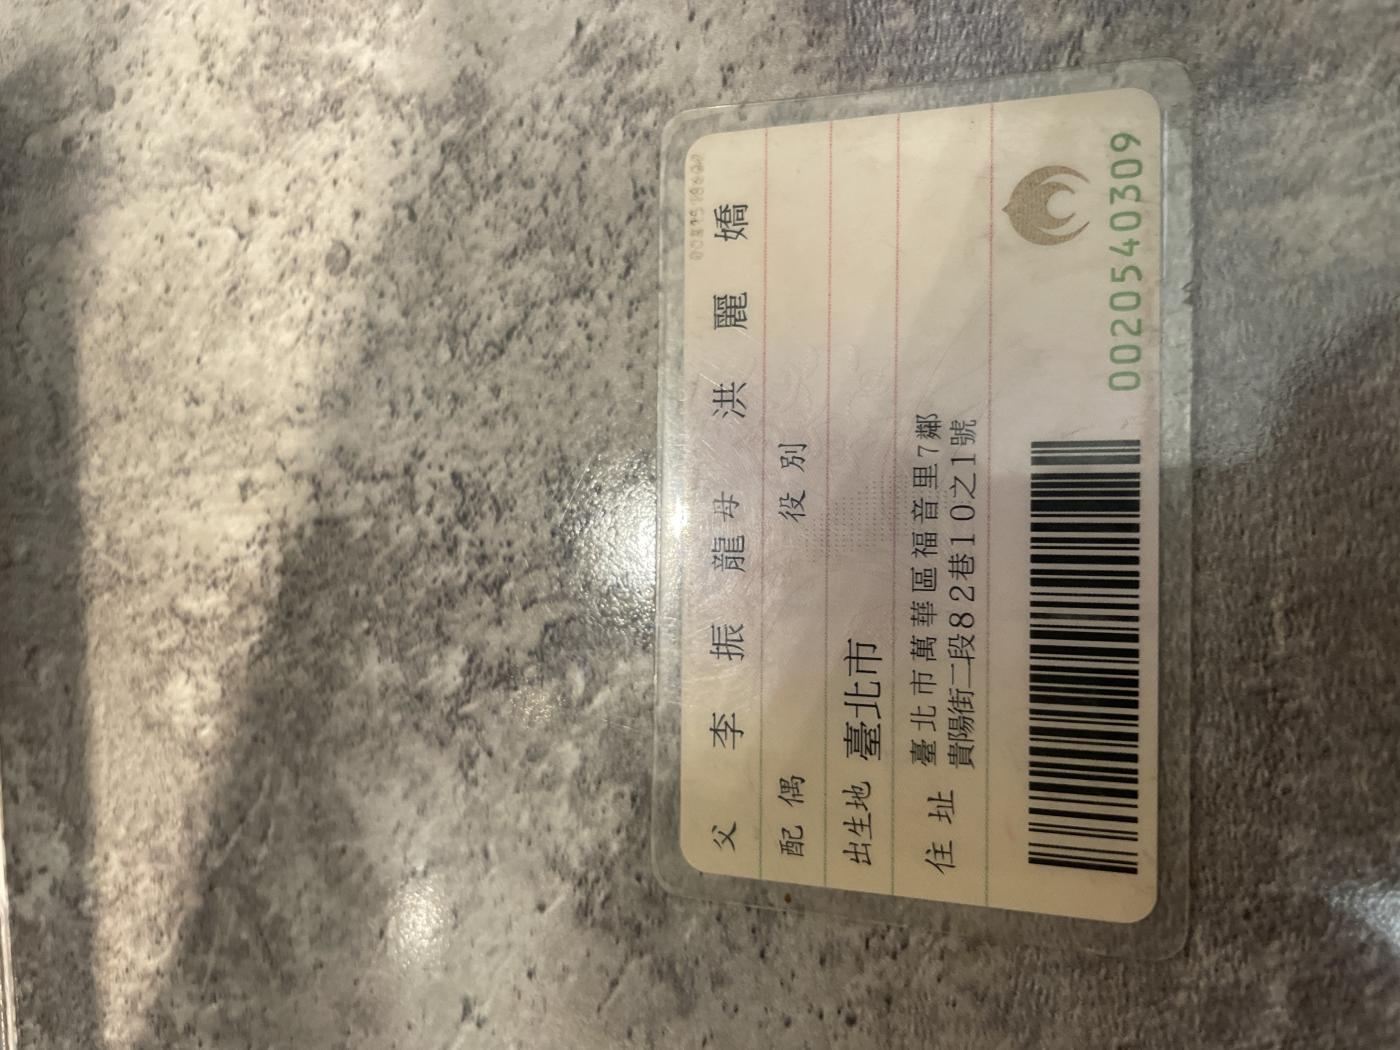 父 李 振 龍 母 洪 麗 嬌
配偶 役別
出生地 臺北市
住址 臺北市萬華區福音里7鄰
貴陽街二段82巷10之1號
0020540309